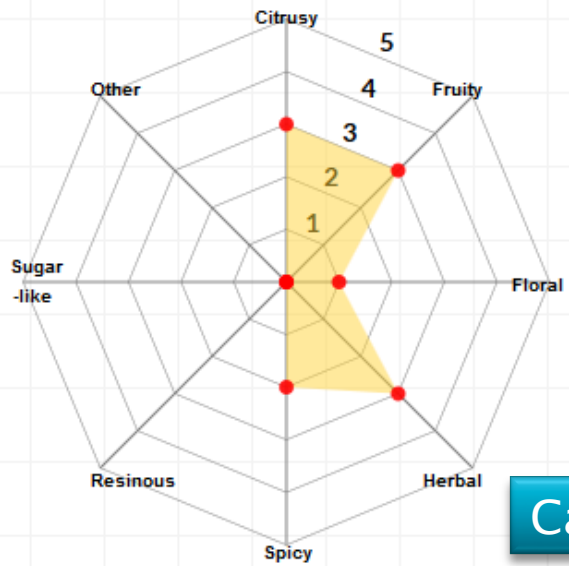 Citrusy
5
Other
4
Fruity
3
2
1
Sugar
-like
Floral
Resinous
Herbal
Spicy